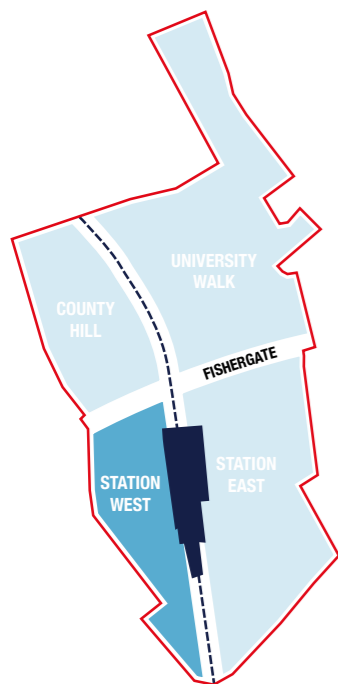 UNIVERSITY
WALK
COUNTY
HILL
FISHERGATE
STATION
EAST
STATION
WEST